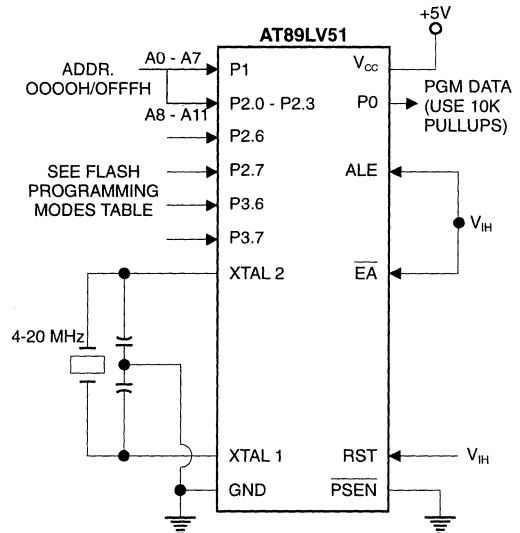 +5V
AT89LV51
A0 - A7
ADDR.
OOOOH/OFFFH
A8 - A11
P1
P2.0 - P2.3
P2.6
P2.7
P3.6
P3.7
SEE FLASH
PROGRAMMING
MODES TABLE
XTAL 2
4-20 MHz
XTAL 1
GND
VCC
P0
PGM DATA
(USE 10K
PULLUPS)
ALE
VIH
EA
RST
VIH
PSEN